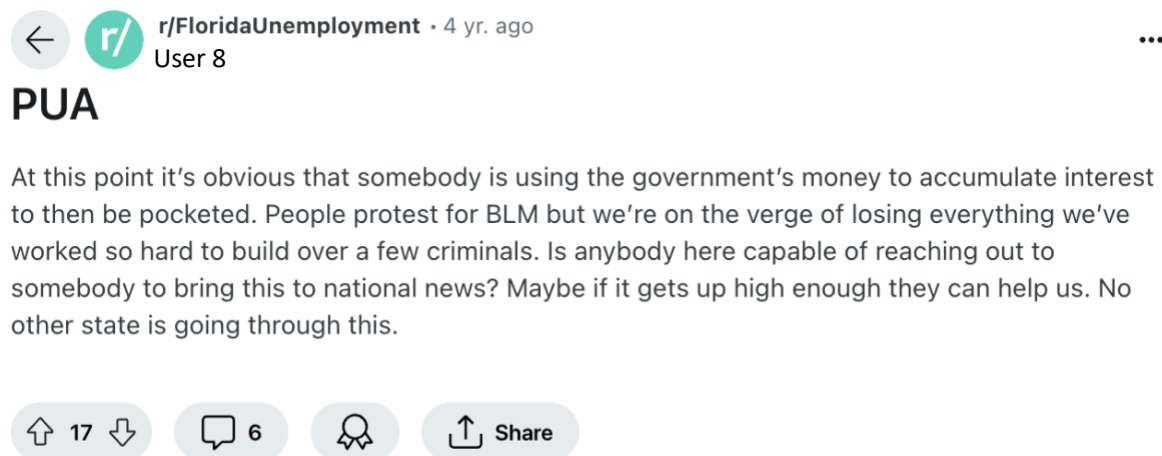 r/FloridaUnemployment • 4 yr. ago
r/
User 8
PUA
At this point it’s obvious that somebody is using the government’s money to accumulate interest
to then be pocketed. People protest for BLM but we’re on the verge of losing everything we’ve
worked so hard to build over a few criminals. Is anybody here capable of reaching out to
somebody to bring this to national news? Maybe if it gets up high enough they can help us. No
other state is going through this.
17 6 Share